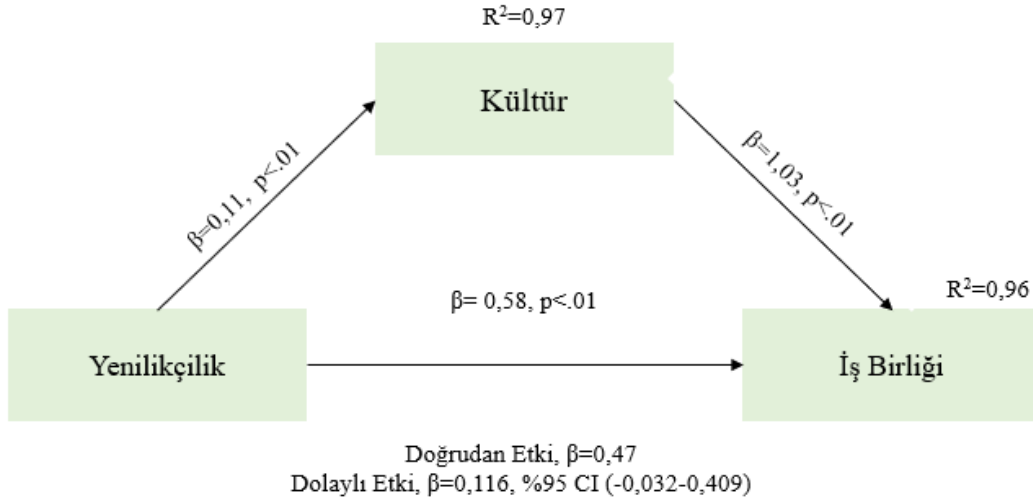 R²=0,97
Kültür
β=0,11, p<.01
β=1,03, p<.01
R²=0,96
β= 0,58, p<.01
Yenilikçilik
İş Birliği
Doğrudan Etki, β=0,47
Dolaylı Etki, β=0,116, %95 CI (-0,032-0,409)